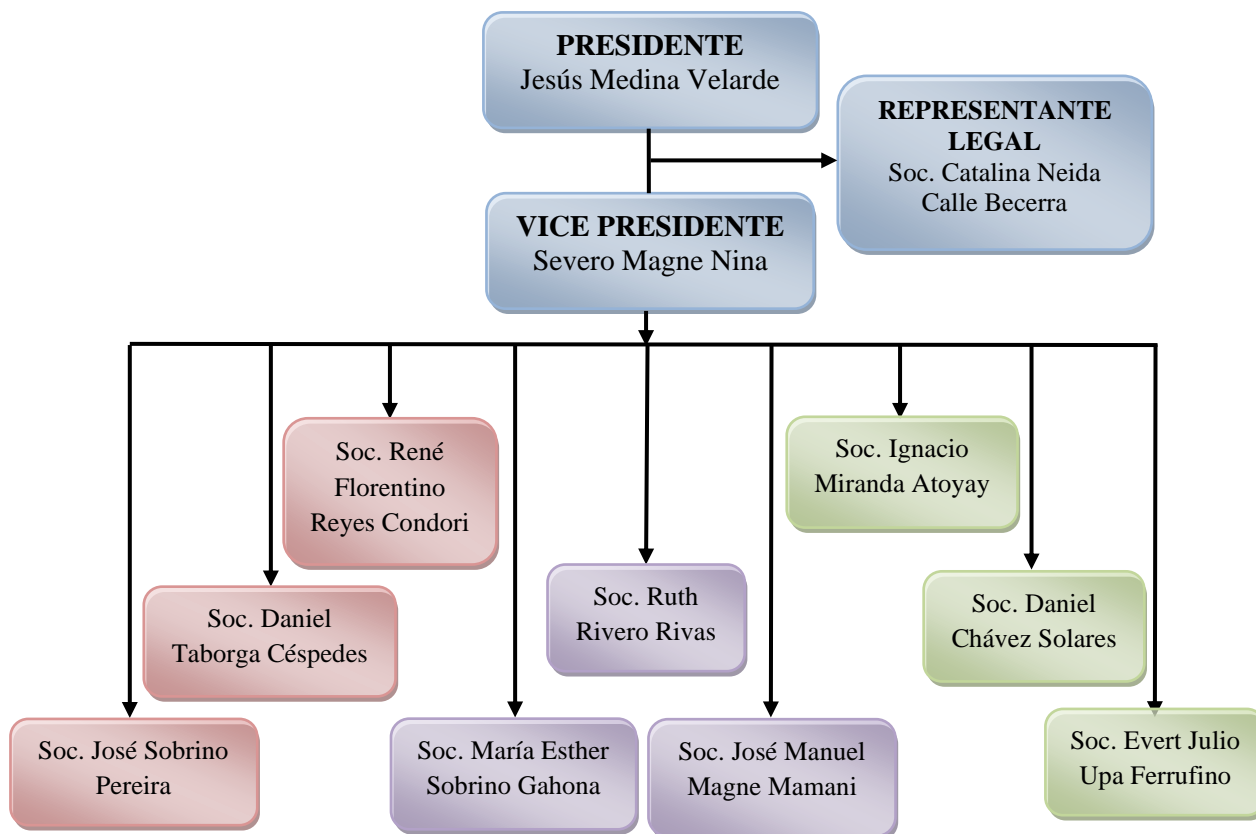 PRESIDENTE
Jesús Medina Velarde
REPRESENTANTE
LEGAL
Soc. Catalina Neida
Calle Becerra
VICE PRESIDENTE
Severo Magne Nina
Soc. René
Florentino
Reyes Condori
Soc. Ignacio
Miranda Atoyay
Soc. Daniel
Taborga Céspedes
Soc. Ruth
Rivero Rivas
Soc. Daniel
Chávez Solares
Soc. José Sobrino
Pereira
Soc. María Esther
Sobrino Gahona
Soc. José Manuel
Magne Mamani
Soc. Evert Julio
Upa Ferrufino